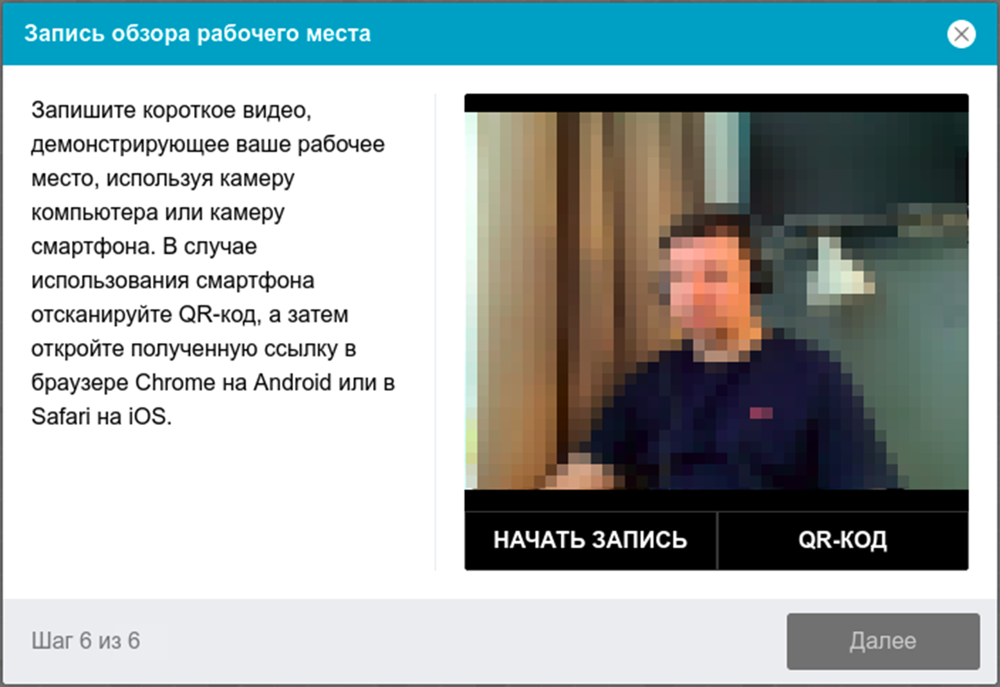 Запись обзора рабочего места
Запишите короткое видео,
демонстрирующее ваше рабочее
место, используя камеру
компьютера или камеру
смартфона. В случае
использования смартфона
отсканируйте QR-код, а затем
откройте полученную ссылку в
браузере Chrome на Android или в
Safari на iOS.
НАЧАТЬ ЗАПИСЬ
QR-КОД
Шаг 6 из 6
Далее